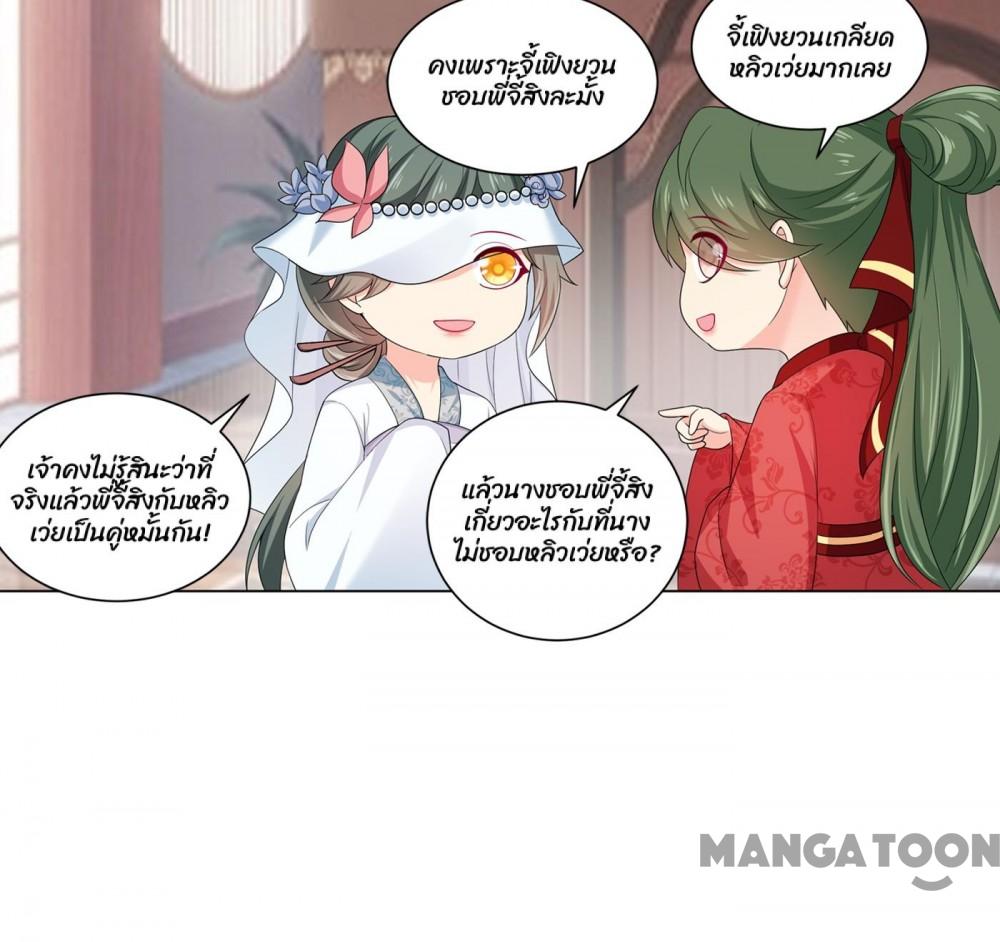 จี้เฟิงยวนเกลียด
หลิวเว่ยมากเลย
คงเพราะจี้เฟิงยวน
ชอบพี่จี้สิงละมั้ง
แล้วนางชอบพี่จี้สิง
เกี่ยวอะไรกับที่นาง
ไม่ชอบหลิวเว่ยหรือ?
เจ้าคงไม่รู้สินะว่าที่
จริงแล้วพี่จี้สิงกับหลิว
เว่ยเป็นคู่หมั้นกัน!
MANGATOON